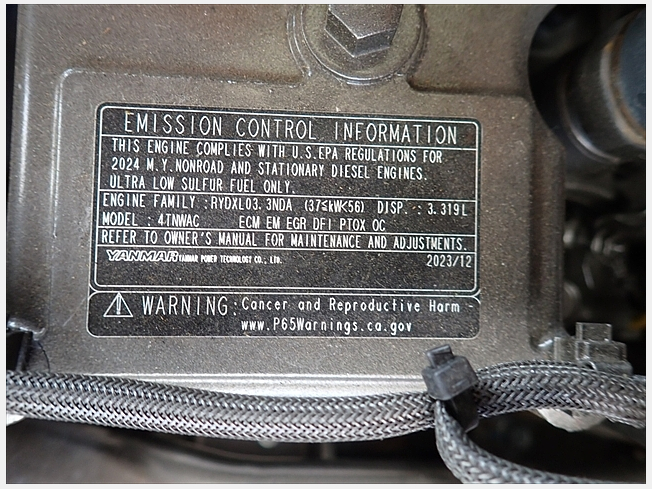 EMISSION CONTROL INFORMATION
THIS ENGINE COMPLIES WITH U.S.EPA REGULATIONS FOR
2024 M.Y.NONROAD AND STATIONARY DIESEL ENGINES.
ULTRA LOW SULFUR FUEL ONLY.
ENGINE FAMILY : RYDXL03.3NDA (37≤kW<56) DISP. : 3.319L
MODEL : 4TNWAC ECM EM EGR DFI PTOX OC
REFER TO OWNER'S MANUAL FOR MAINTENANCE AND ADJUSTMENTS.
YANMAR YANMAR POWER TECHNOLOGY CO., LTD. 2023/12
WARNING: Cancer and Reproductive Harm -
www.P65Warnings.ca.gov